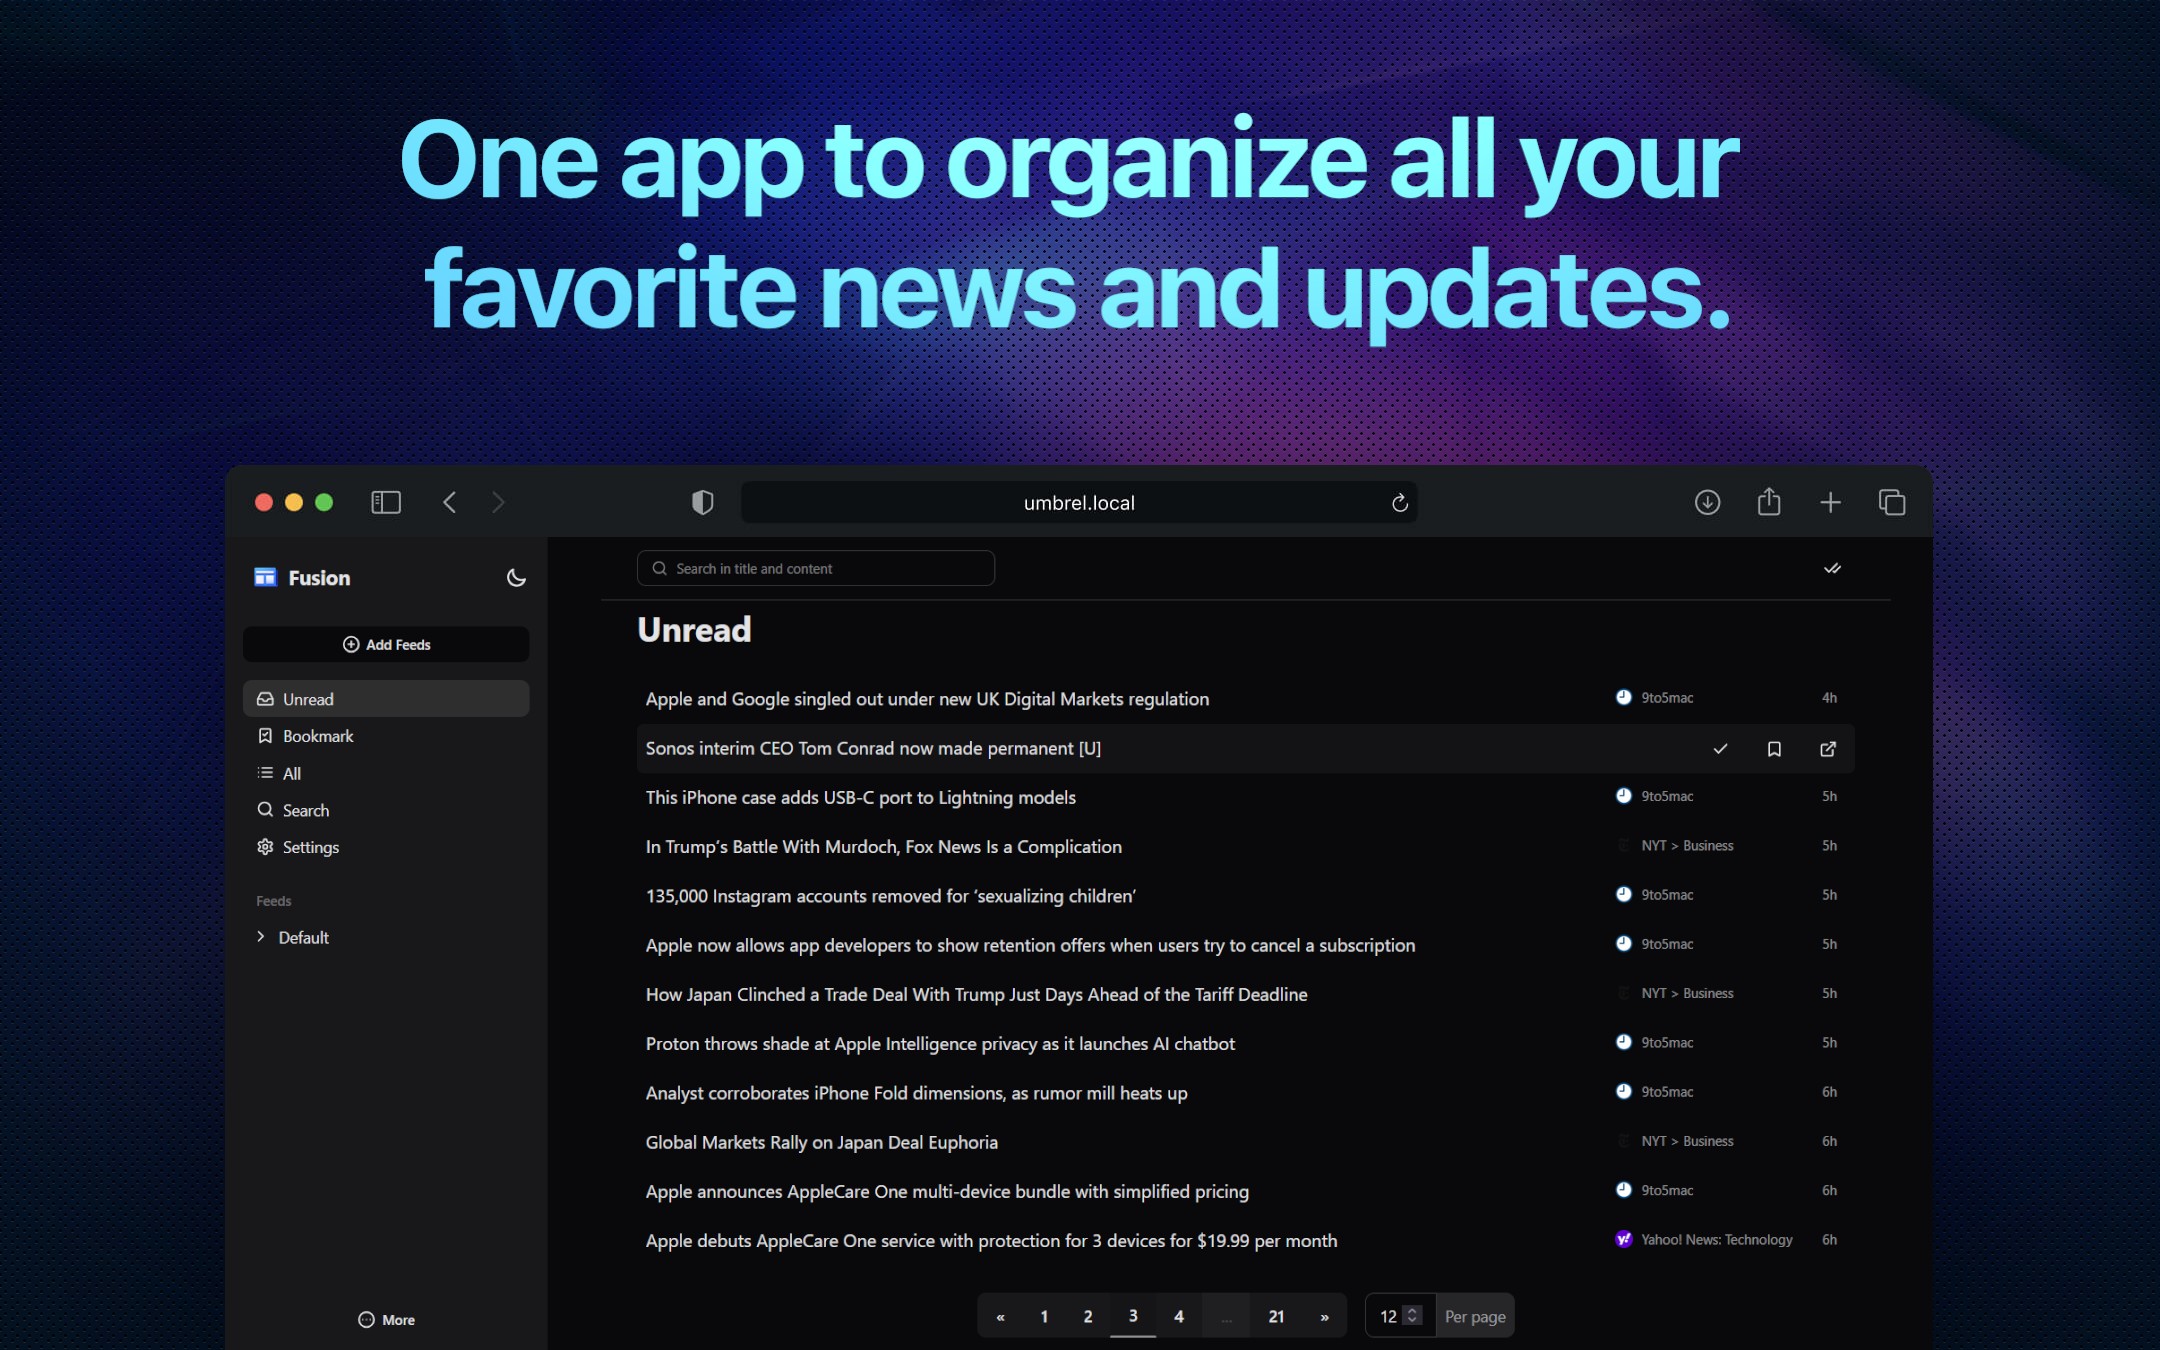 One app to organize all your
favorite news and updates.
umbrel.local
Fusion
Add Feeds
Unread
Bookmark
All
Search
Settings
Feeds
Default
More
Search in title and content
Unread
Apple and Google singled out under new UK Digital Markets regulation 9to5mac 4h
Sonos interim CEO Tom Conrad now made permanent [U]
This iPhone case adds USB-C port to Lightning models 9to5mac 5h
In Trump’s Battle With Murdoch, Fox News Is a Complication NYT > Business 5h
135,000 Instagram accounts removed for ‘sexualizing children’ 9to5mac 5h
Apple now allows app developers to show retention offers when users try to cancel a subscription 9to5mac 5h
How Japan Clinched a Trade Deal With Trump Just Days Ahead of the Tariff Deadline NYT > Business 5h
Proton throws shade at Apple Intelligence privacy as it launches AI chatbot 9to5mac 5h
Analyst corroborates iPhone Fold dimensions, as rumor mill heats up 9to5mac 6h
Global Markets Rally on Japan Deal Euphoria NYT > Business 6h
Apple announces AppleCare One multi-device bundle with simplified pricing 9to5mac 6h
Apple debuts AppleCare One service with protection for 3 devices for $19.99 per month y! Yahoo! News: Technology 6h
« 1 2 3 4 ... 21 » 12 Per page